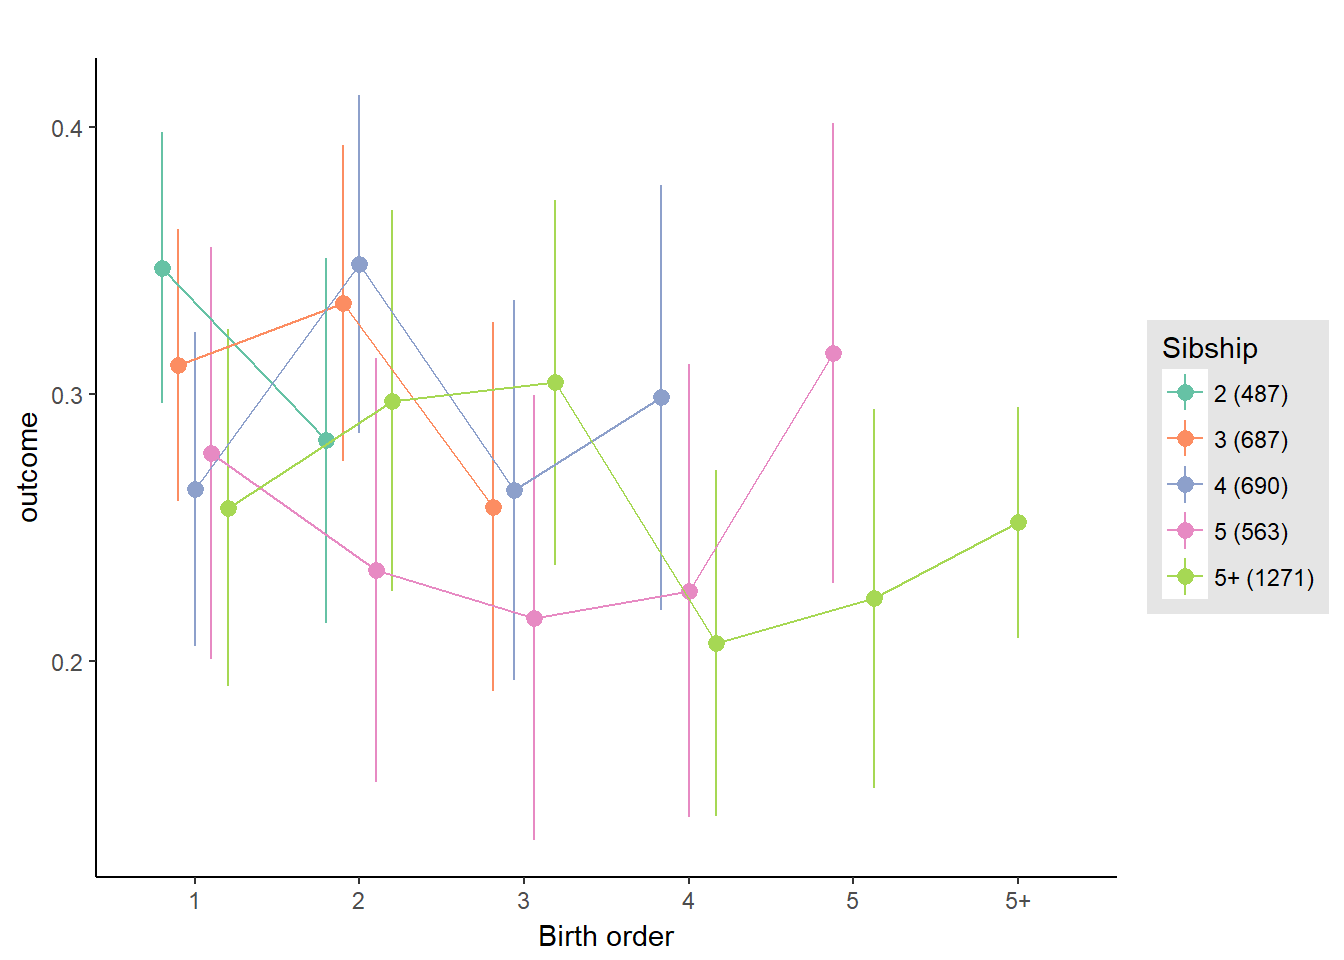 0.4
0.3
0.2
outcome
1 2 3 4 5 5+
Birth order
Sibship
2 (487)
3 (687)
4 (690)
5 (563)
5+ (1271)